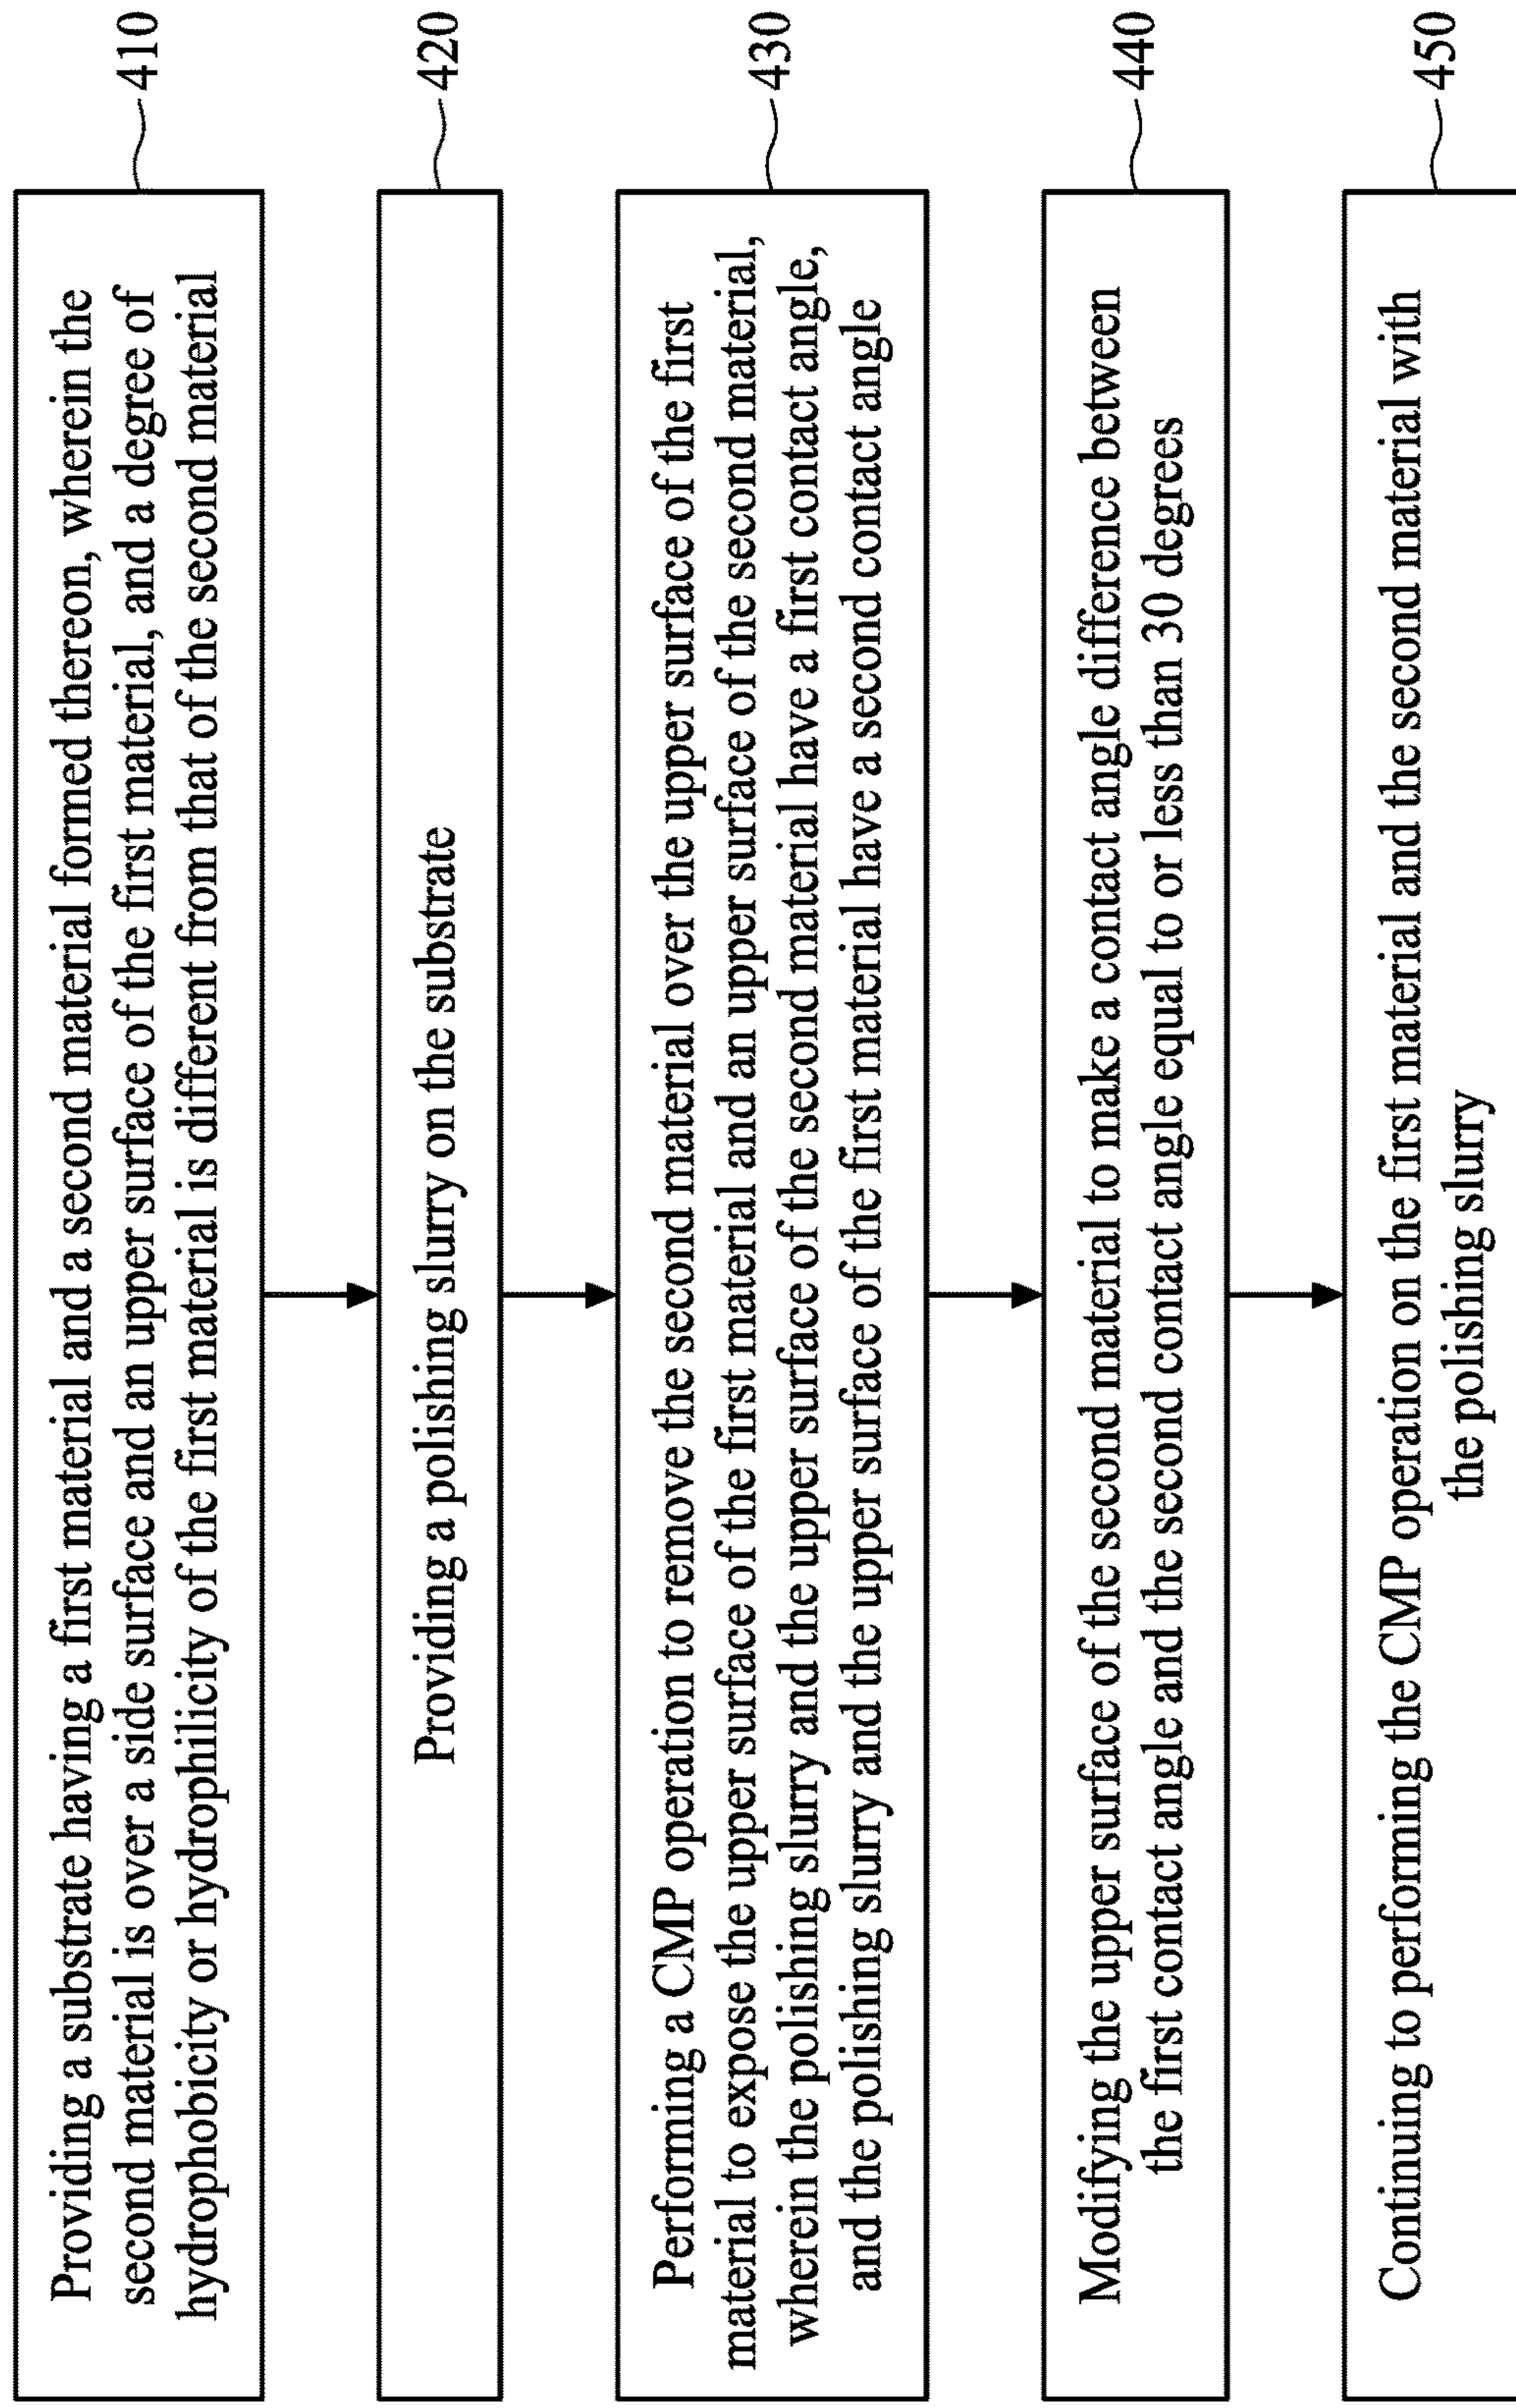 Providing a substrate having a first material and a second material formed thereon, wherein the
second material is over a side surface and an upper surface of the first material, and a degree of
hydrophobicity or hydrophilicity of the first material is different from that of the second material
410
Providing a polishing slurry on the substrate
420
Performing a CMP operation to remove the second material over the upper surface of the first
material to expose the upper surface of the first material and an upper surface of the second material,
wherein the polishing slurry and the upper surface of the second material have a first contact angle,
and the polishing slurry and the upper surface of the first material have a second contact angle
430
Modifying the upper surface of the second material to make a contact angle difference between
the first contact angle and the second contact angle equal to or less than 30 degrees
440
Continuing to performing the CMP operation on the first material and the second material with
the polishing slurry
450